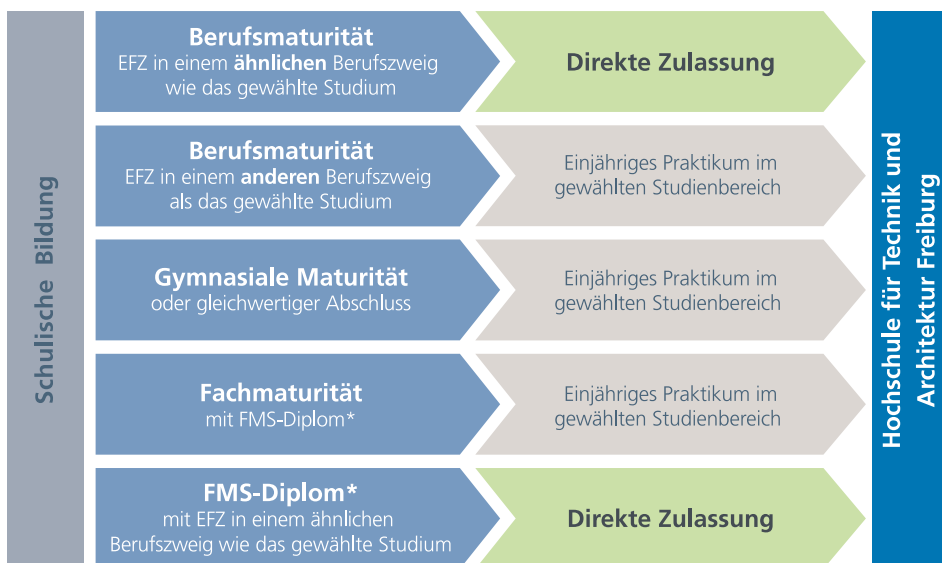 Schulische Bildung
Berufsmaturität
EFZ in einem ähnlichen Berufszweig
wie das gewählte Studium
Direkte Zulassung
Berufsmaturität
EFZ in einem anderen Berufszweig
als das gewählte Studium
Einjähriges Praktikum im
gewählten Studienbereich
Gymnasiale Maturität
oder gleichwertiger Abschluss
Einjähriges Praktikum im
gewählten Studienbereich
Fachmaturität
mit FMS-Diplom*
Einjähriges Praktikum im
gewählten Studienbereich
FMS-Diplom*
mit EFZ in einem ähnlichen
Berufszweig wie das gewählte Studium
Direkte Zulassung
Hochschule für Technik und
Architektur Freiburg